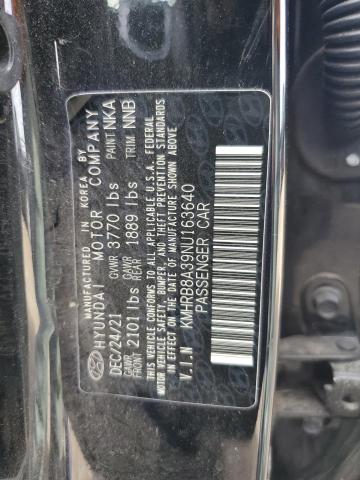 MANUFACTURED IN KOREA BY
HYUNDAI MOTOR COMPANY
DEC/24/21 GVWR 3770 lbs PAINT NKA
GAWR FRT 2101 lbs GAWR REAR 1889 lbs TRIM NNB
THIS VEHICLE CONFORMS TO ALL APPLICABLE U.S.A. FEDERAL
MOTOR VEHICLE SAFETY, BUMPER, AND THEFT PREVENTION STANDARDS
IN EFFECT ON THE DATE OF MANUFACTURE SHOWN ABOVE.
V.I.N KMHRB8A39NU163640
PASSENGER CAR